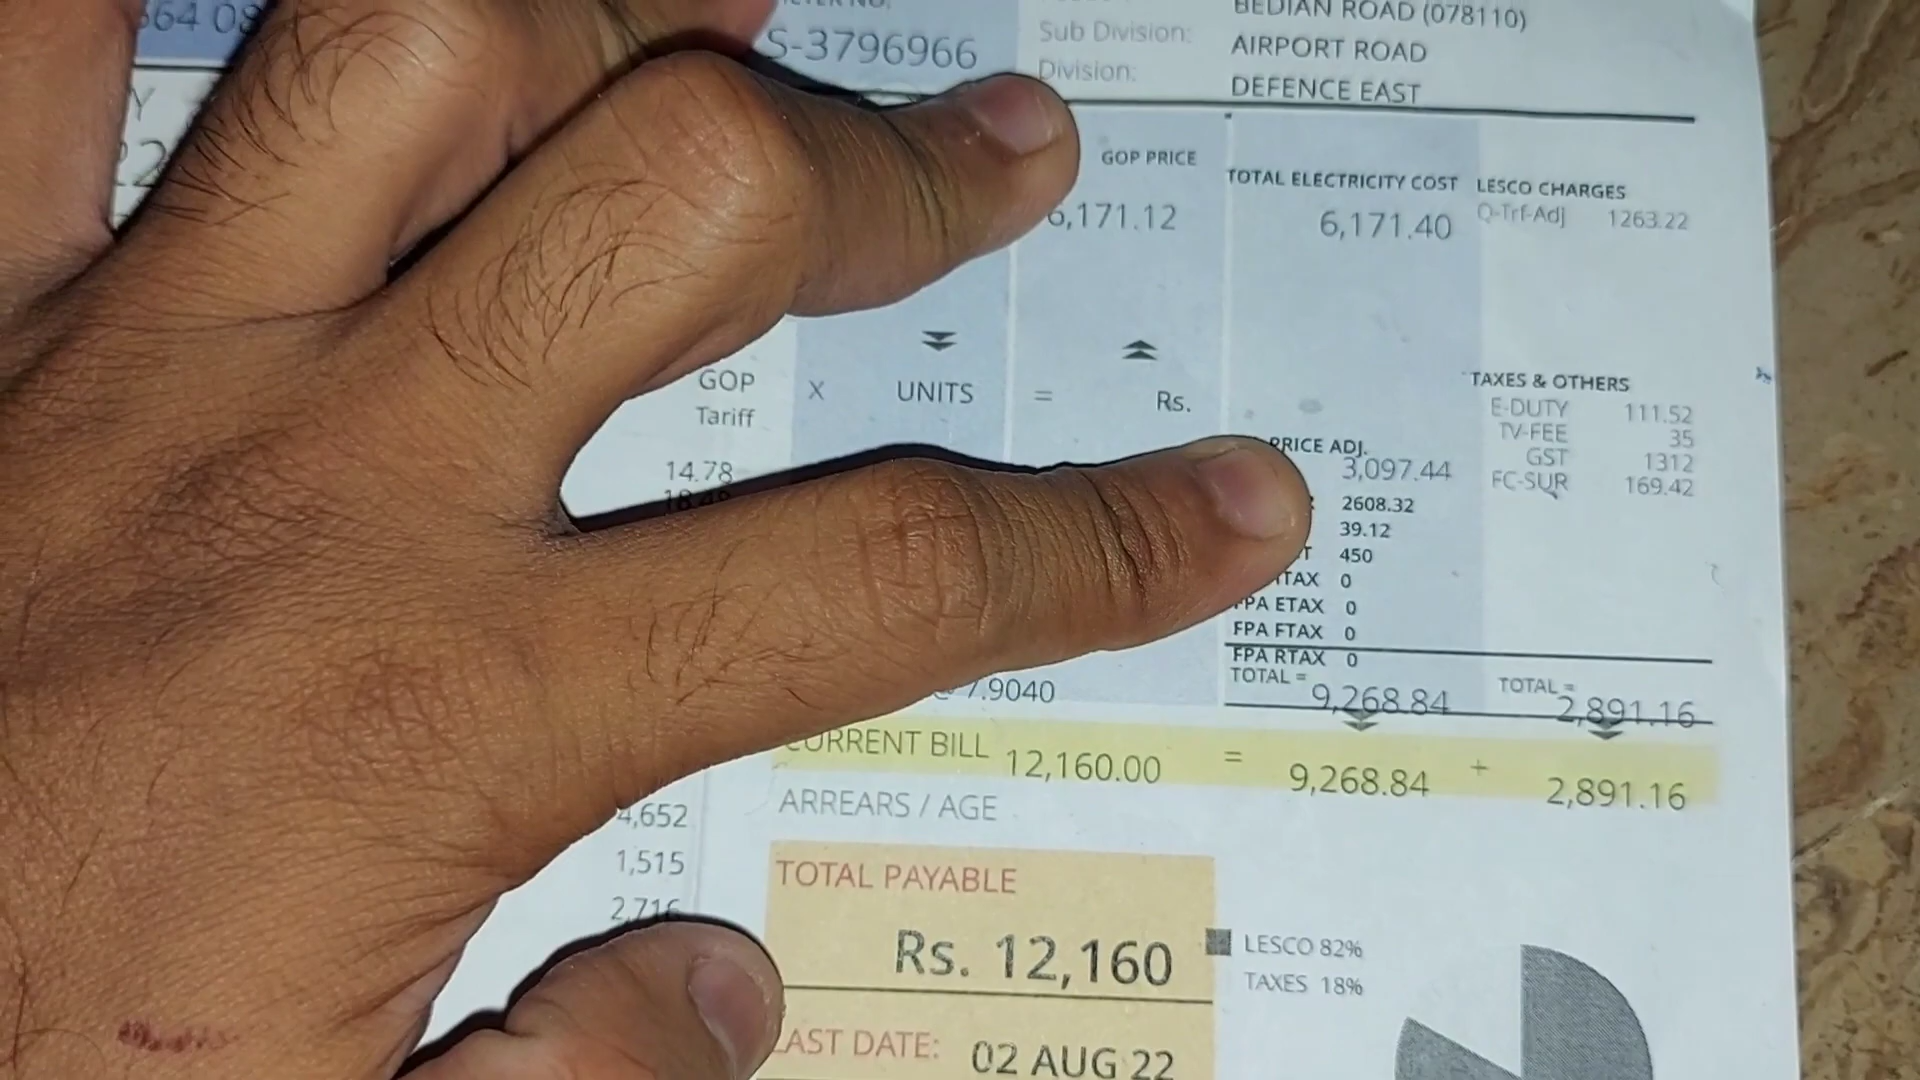 S-3796966
BEDIAN ROAD (078110)
Sub Division: AIRPORT ROAD
Division: DEFENCE EAST
GOP PRICE
TOTAL ELECTRICITY COST
LESCO CHARGES
6,171.12
6,171.40
Q-Trf-Adj 1263.22
GOP X UNITS = Rs.
Tariff
TAXES & OTHERS
E-DUTY 111.52
TV-FEE 35
GST 1312
FC-SUR 169.42
PRICE ADJ.
14.78
3,097.44
2608.32
39.12
450
0
FPA ETAX 0
FPA FTAX 0
FPA RTAX 0
TOTAL = 9,268.84
TOTAL = 2,891.16
7.9040
CURRENT BILL 12,160.00 = 9,268.84 + 2,891.16
ARREARS / AGE
4,652
1,515
TOTAL PAYABLE
2,716
Rs. 12,160
LESCO 82%
TAXES 18%
LAST DATE: 02 AUG 22